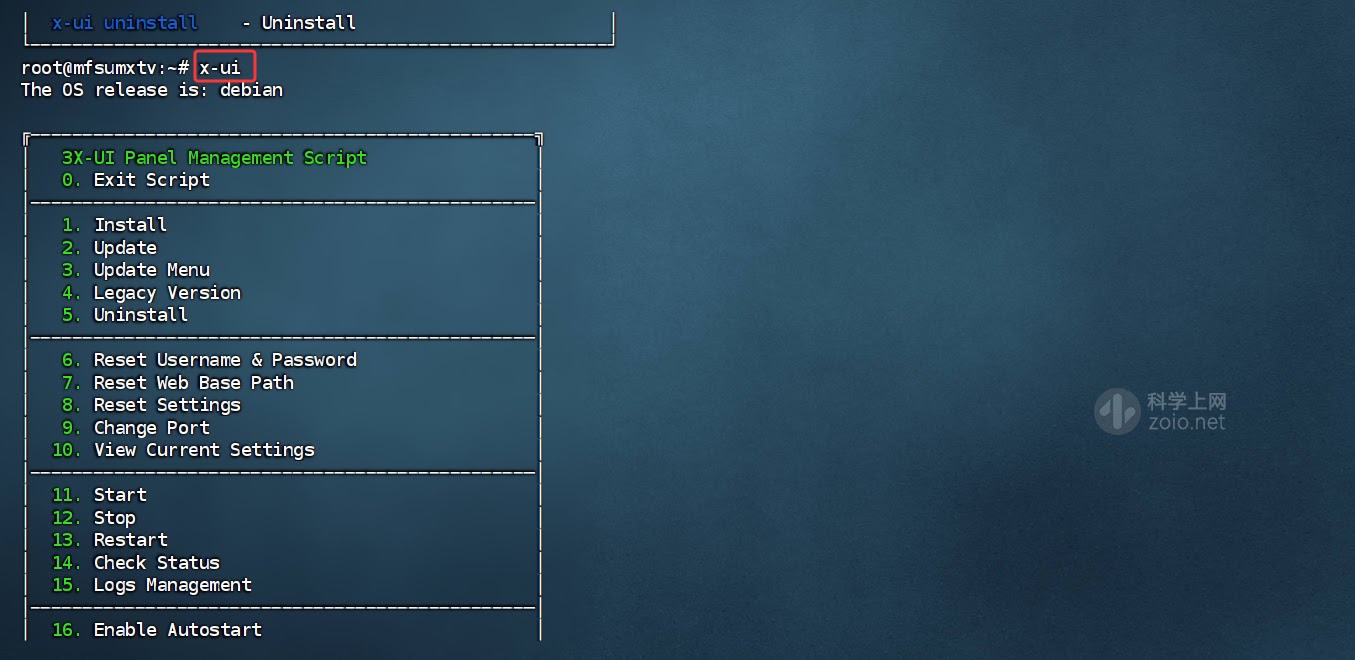 x-ui uninstall - Uninstall
root@mfsumxtv:~# x-ui
The OS release is: debian
3X-UI Panel Management Script
0. Exit Script
1. Install
2. Update
3. Update Menu
4. Legacy Version
5. Uninstall
6. Reset Username & Password
7. Reset Web Base Path
8. Reset Settings
9. Change Port
10. View Current Settings
11. Start
12. Stop
13. Restart
14. Check Status
15. Logs Management
16. Enable Autostart
科学上网
zoio.net